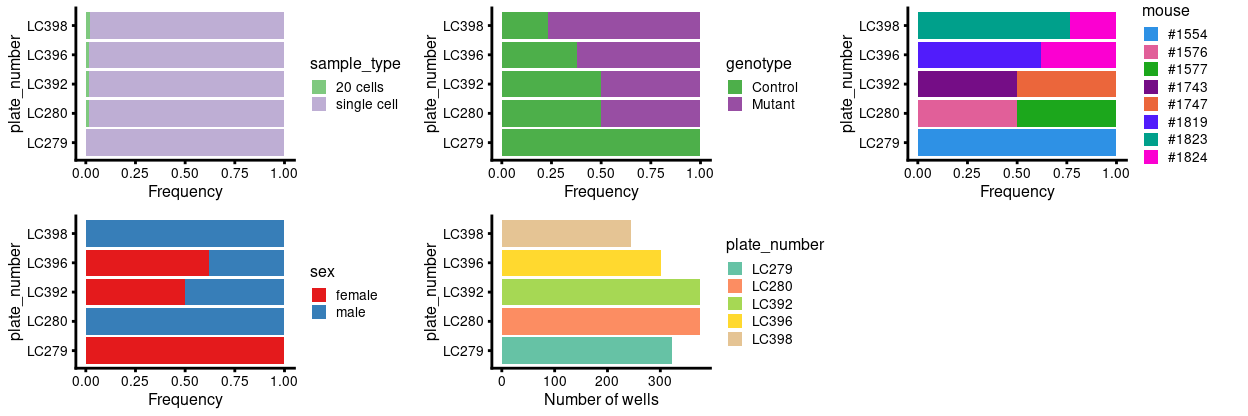 plate_number
LC398
LC396
LC392
LC280
LC279
0.00 0.25 0.50 0.75 1.00
Frequency
sample_type
20 cells
single cell
plate_number
LC398
LC396
LC392
LC280
LC279
0.00 0.25 0.50 0.75 1.00
Frequency
genotype
Control
Mutant
plate_number
LC398
LC396
LC392
LC280
LC279
0.00 0.25 0.50 0.75 1.00
Frequency
mouse
#1554
#1576
#1577
#1743
#1747
#1819
#1823
#1824
plate_number
LC398
LC396
LC392
LC280
LC279
0.00 0.25 0.50 0.75 1.00
Frequency
sex
female
male
plate_number
LC398
LC396
LC392
LC280
LC279
0 100 200 300
Number of wells
plate_number
LC279
LC280
LC392
LC396
LC398